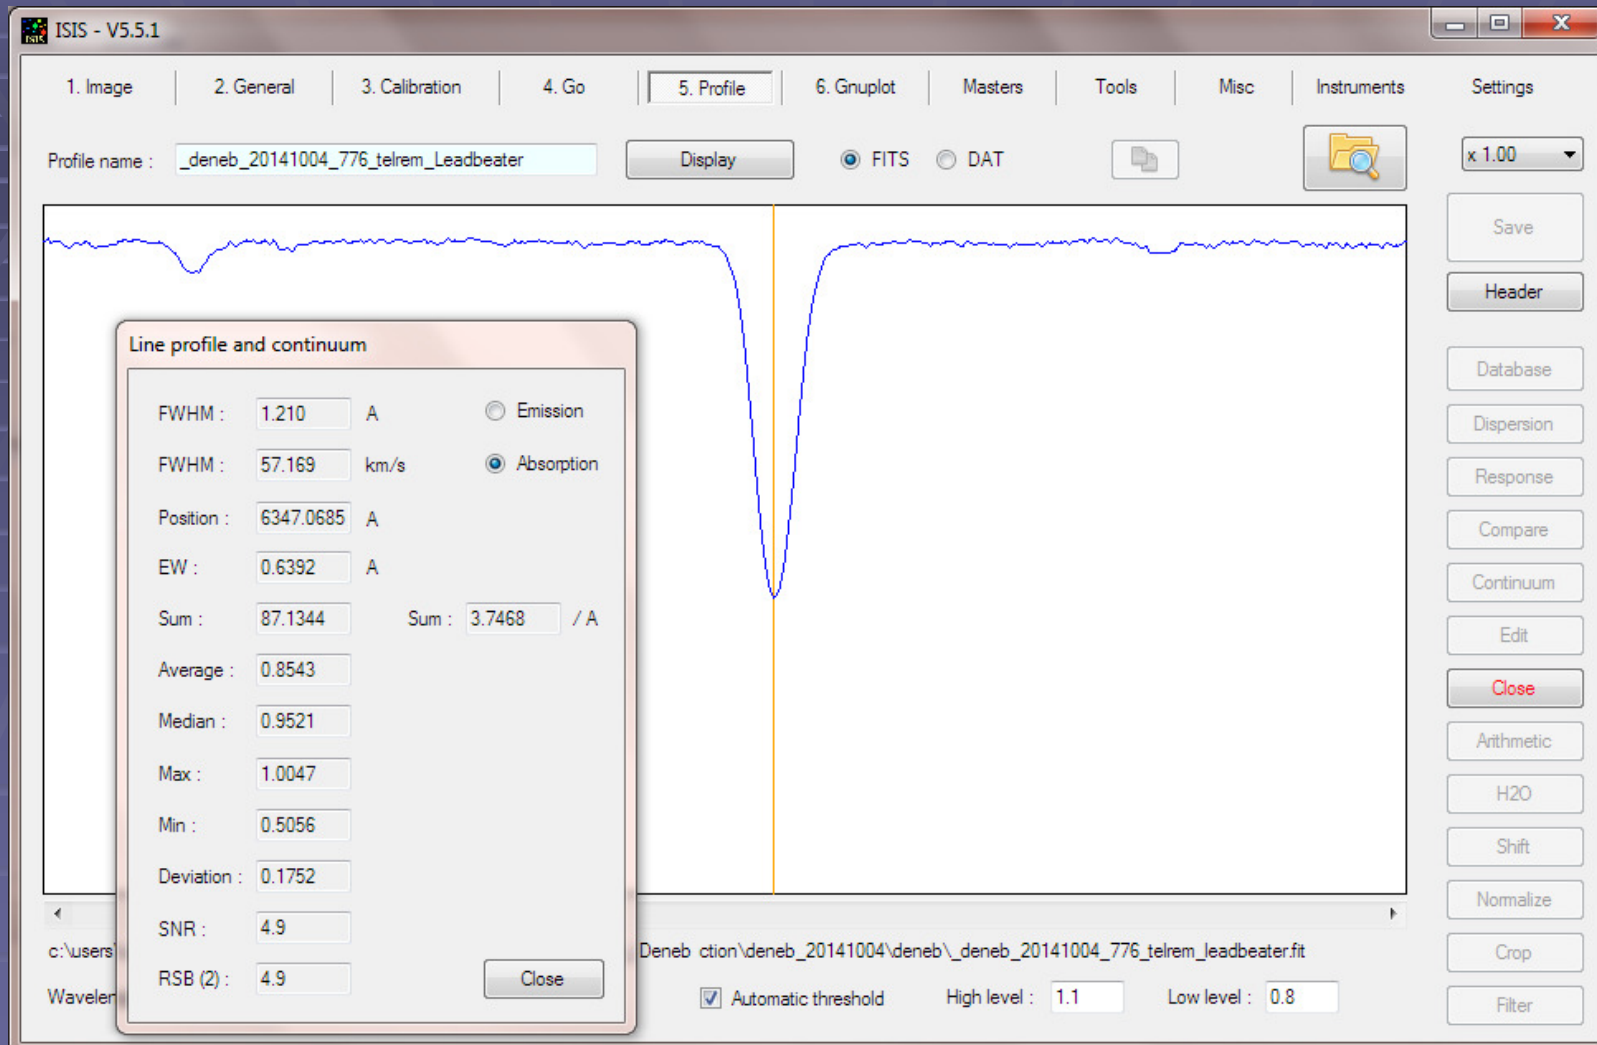 ISIS - V5.5.1
1. Image 2. General 3. Calibration 4. Go 5. Profile 6. Gnuplot Masters Tools Misc Instruments Settings
Profile name : _deneb_20141004_776_telrem_Leadbeater Display FITS DAT x 1.00
Save
Header
Line profile and continuum
FWHM : 1.210 A Emission
FWHM : 57.169 km/s Absorption
Position : 6347.0685 A
EW : 0.6392 A
Sum : 87.1344 Sum : 3.7468 / A
Average : 0.8543
Median : 0.9521
Max : 1.0047
Min : 0.5056
Deviation : 0.1752
SNR : 4.9
RSB (2) : 4.9
Close
Database
Dispersion
Response
Compare
Continuum
Edit
Close
Arithmetic
H2O
Shift
Normalize
Crop
Filter
c:\users Deneb ction\deneb_20141004\deneb\_deneb_20141004_776_telrem_leadbeater.fit
Automatic threshold High level : 1.1 Low level : 0.8